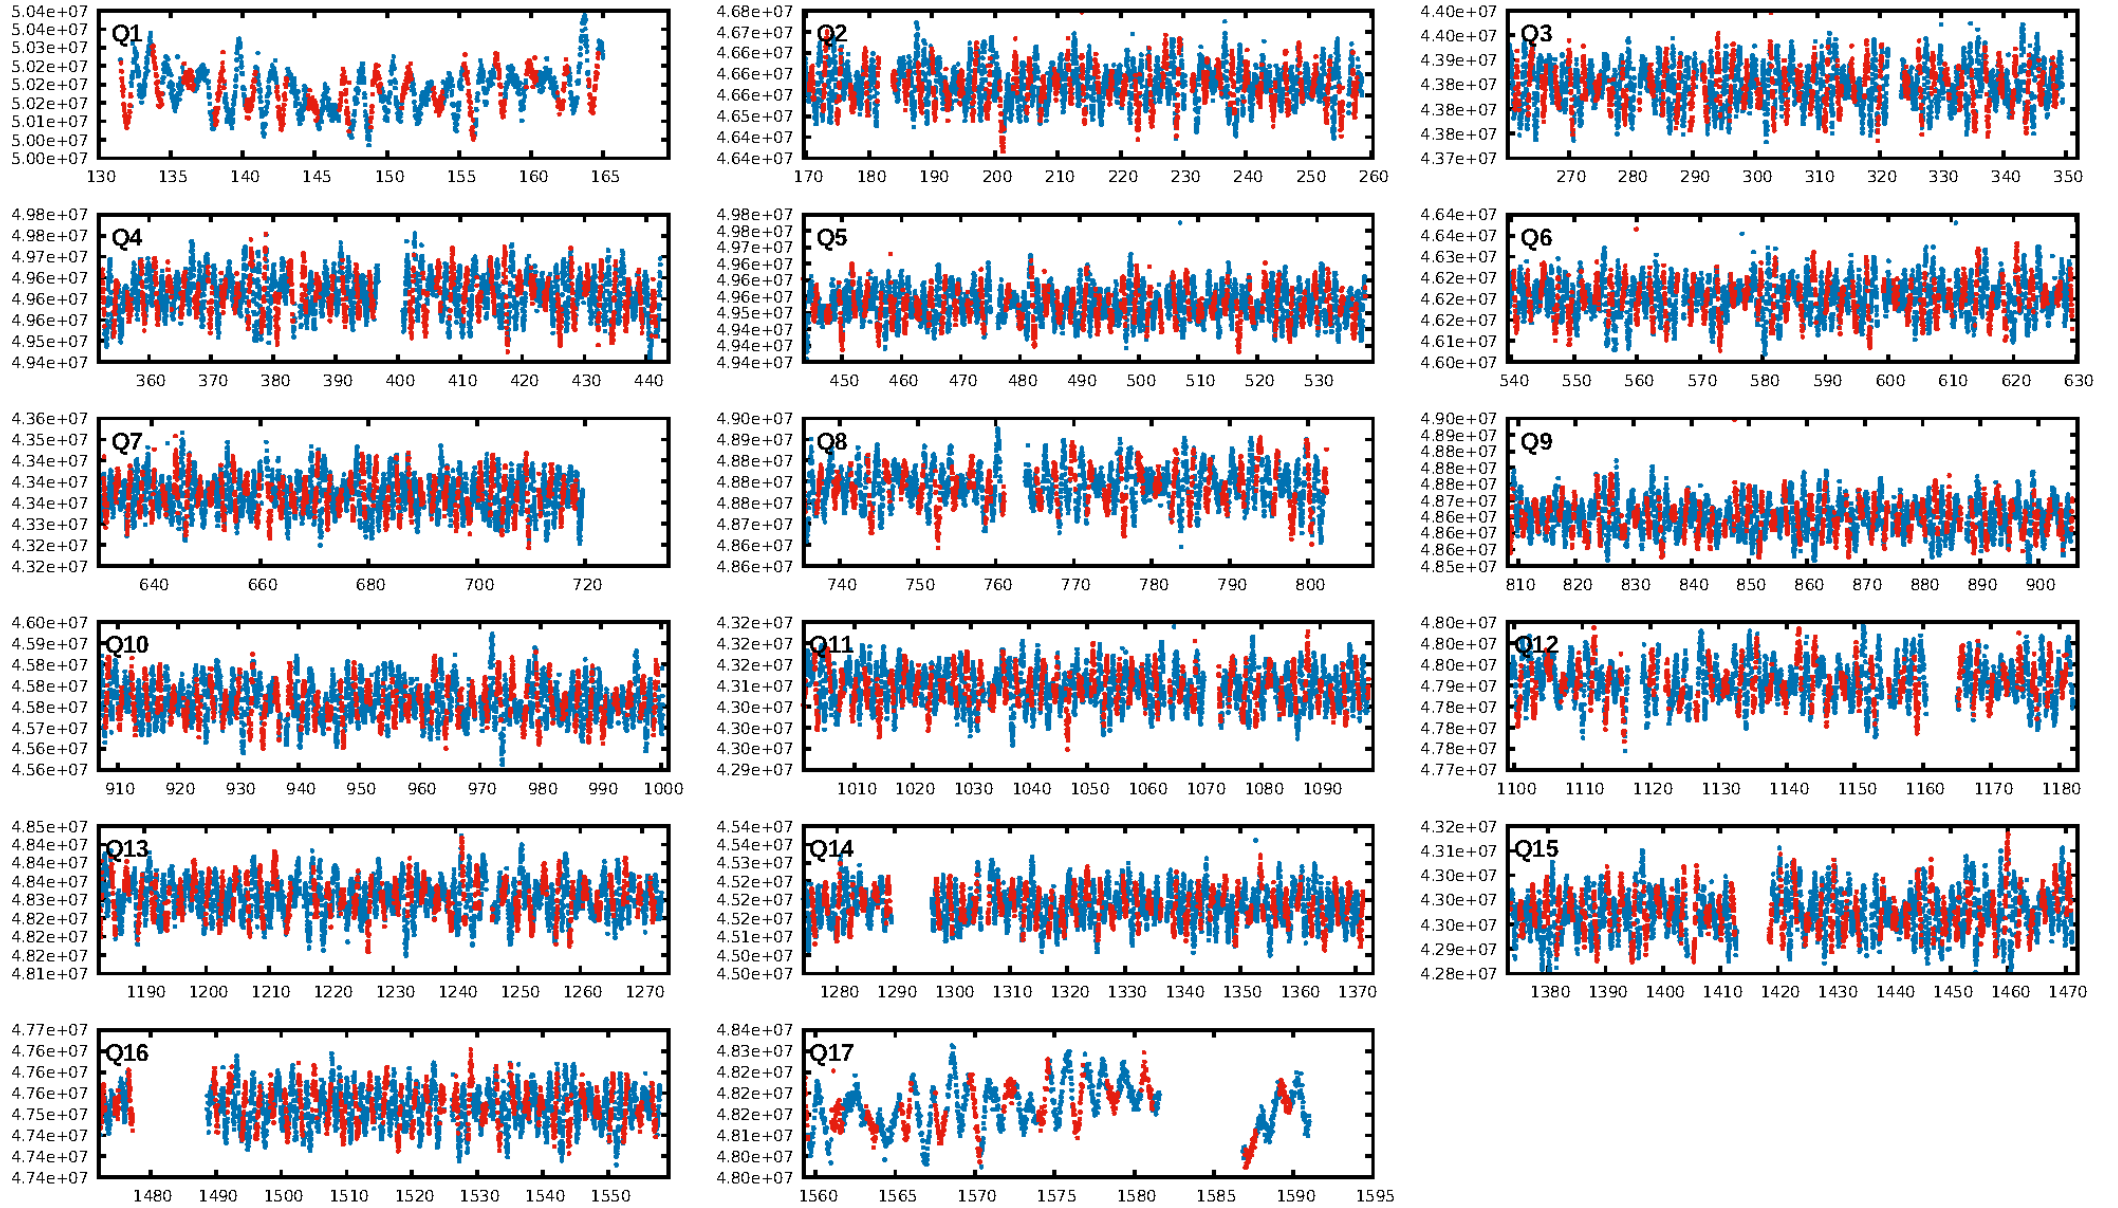 5.04e+07 5.04e+07 5.03e+07 5.02e+07 5.02e+07 5.01e+07 5.01e+07 5.00e+07 5.00e+07
Q1
130 135 140 145 150 155 160 165
4.68e+07 4.67e+07 4.66e+07 4.66e+07 4.66e+07 4.65e+07 4.64e+07 4.64e+07
Q2
170 180 190 200 210 220 230 240 250 260
4.40e+07 4.40e+07 4.39e+07 4.38e+07 4.38e+07 4.38e+07 4.37e+07
Q3
270 280 290 300 310 320 330 340 350
4.98e+07 4.98e+07 4.97e+07 4.96e+07 4.96e+07 4.96e+07 4.95e+07 4.94e+07
Q4
360 370 380 390 400 410 420 430 440
4.98e+07 4.98e+07 4.97e+07 4.96e+07 4.96e+07 4.96e+07 4.95e+07 4.94e+07 4.94e+07 4.94e+07
Q5
450 460 470 480 490 500 510 520 530
4.64e+07 4.64e+07 4.63e+07 4.62e+07 4.62e+07 4.62e+07 4.61e+07 4.60e+07
Q6
540 550 560 570 580 590 600 610 620 630
4.36e+07 4.35e+07 4.34e+07 4.34e+07 4.34e+07 4.33e+07 4.32e+07 4.32e+07
Q7
640 660 680 700 720
4.90e+07 4.89e+07 4.88e+07 4.88e+07 4.88e+07 4.87e+07 4.86e+07 4.86e+07
Q8
740 750 760 770 780 790 800
4.90e+07 4.89e+07 4.89e+07 4.88e+07 4.88e+07 4.87e+07 4.86e+07 4.86e+07 4.86e+07 4.85e+07
Q9
810 820 830 840 850 860 870 880 890 900
4.60e+07 4.59e+07 4.58e+07 4.58e+07 4.58e+07 4.57e+07 4.56e+07 4.56e+07
Q10
910 920 930 940 950 960 970 980 990 1000
4.32e+07 4.32e+07 4.32e+07 4.31e+07 4.30e+07 4.30e+07 4.30e+07 4.29e+07
Q11
1010 1020 1030 1040 1050 1060 1070 1080 1090
4.80e+07 4.80e+07 4.80e+07 4.79e+07 4.78e+07 4.78e+07 4.78e+07 4.77e+07
Q12
1100 1110 1120 1130 1140 1150 1160 1170 1180
4.85e+07 4.84e+07 4.84e+07 4.84e+07 4.83e+07 4.82e+07 4.82e+07 4.82e+07 4.81e+07
Q13
1190 1200 1210 1220 1230 1240 1250 1260 1270
4.54e+07 4.54e+07 4.53e+07 4.52e+07 4.52e+07 4.52e+07 4.51e+07 4.50e+07 4.50e+07
Q14
1280 1290 1300 1310 1320 1330 1340 1350 1360 1370
4.32e+07 4.31e+07 4.30e+07 4.30e+07 4.30e+07 4.29e+07 4.28e+07
Q15
1380 1390 1400 1410 1420 1430 1440 1450 1460 1470
4.77e+07 4.76e+07 4.76e+07 4.76e+07 4.75e+07 4.74e+07 4.74e+07 4.74e+07
Q16
1480 1490 1500 1510 1520 1530 1540 1550
4.84e+07 4.83e+07 4.82e+07 4.82e+07 4.82e+07 4.81e+07 4.80e+07 4.80e+07
Q17
1560 1565 1570 1575 1580 1585 1590 1595